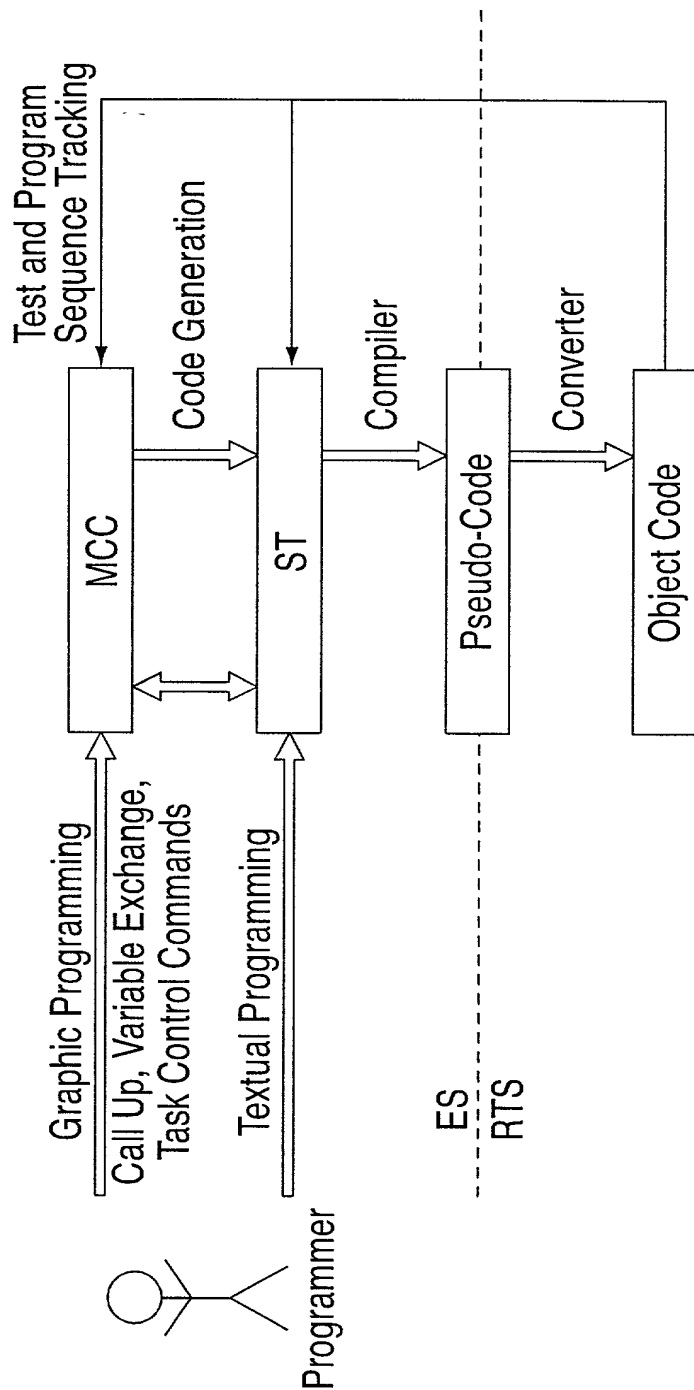 Test and Program
Sequence Tracking
Graphic Programming
MCC
Call Up, Variable Exchange,
Task Control Commands
Code Generation
Programmer
Textual Programming
ST
Compiler
ES
Pseudo-Code
RTS
Converter
Object Code